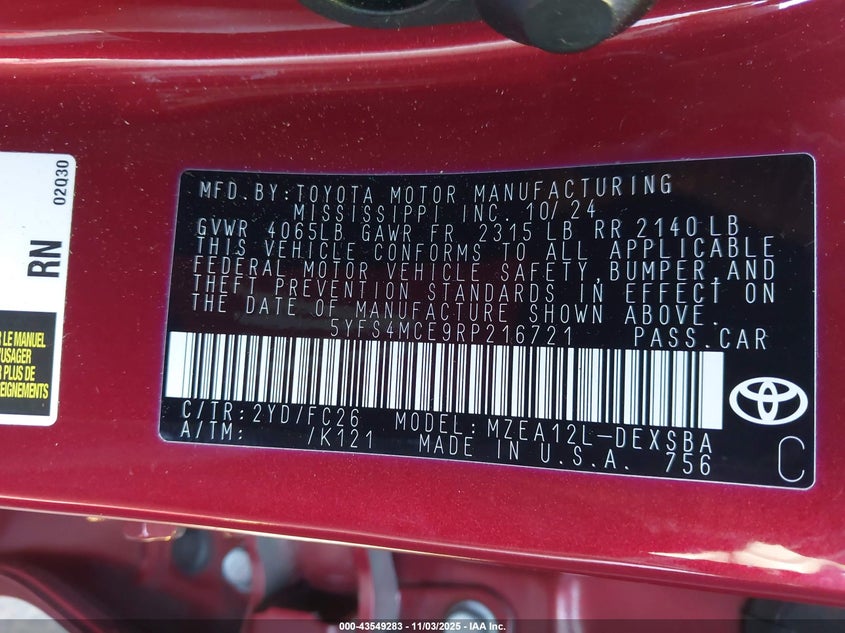 02Q30
RN
R LE MANUEL
'USAGER
R PLUS DE
EIGNEMENTS
MFD.BY:TOYOTA MOTOR MANUFACTURING
MISSISSIPPI INC. 10/24
GVWR 4065LB GAWR FR 2315 LB RR 2140 LB
THIS VEHICLE CONFORMS TO ALL APPLICABLE
FEDERAL MOTOR VEHICLE SAFETY,BUMPER,AND
THEFT PREVENTION STANDARDS IN EFFECT ON
THE DATE OF MANUFACTURE SHOWN ABOVE.
5YFS4MCE9RP216721 PASS.CAR
C/TR:2YD/FC26 MODEL:MZEA12L-DEXSBA
A/TM: /K121 MADE IN U.S.A. 756
C
000-43549283 - 11/03/2025 - IAA Inc.